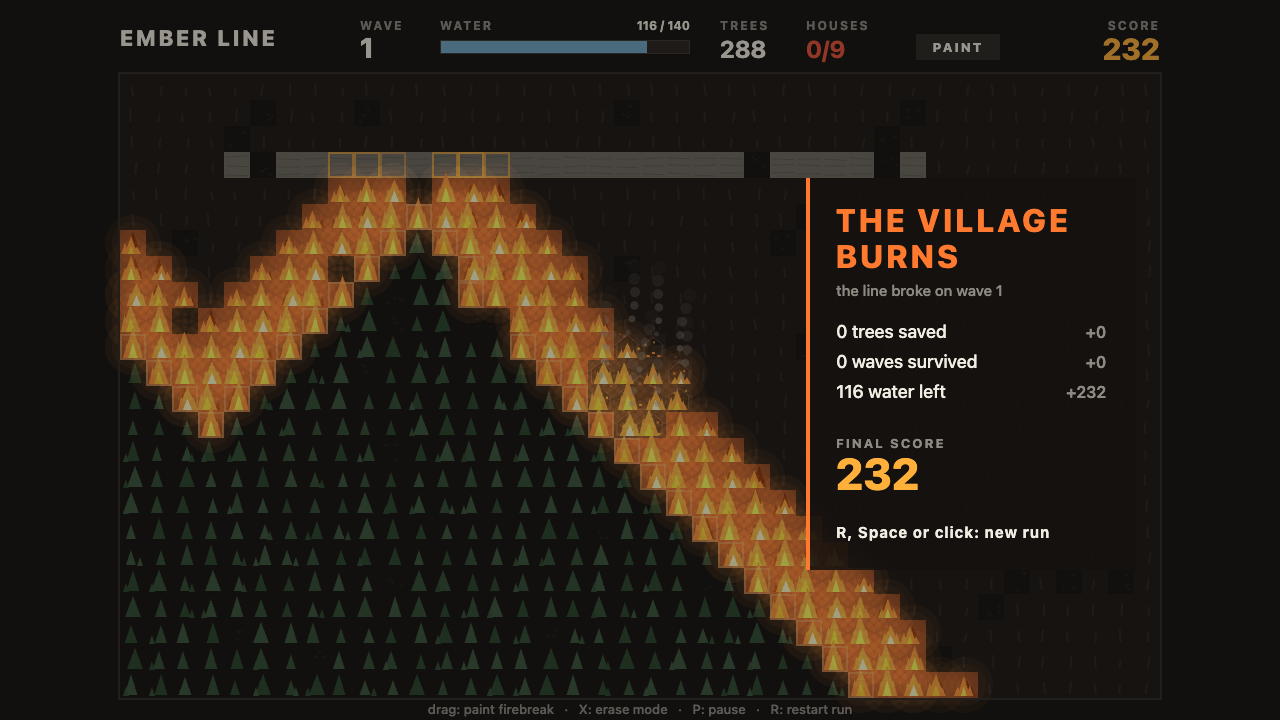 EMBER LINE
WAVE
1
WATER
116 / 140
TREES
288
HOUSES
0/9
PAINT
SCORE
232
THE VILLAGE
BURNS
the line broke on wave 1
0 trees saved +0
0 waves survived +0
116 water left +232
FINAL SCORE
232
R, Space or click: new run
drag: paint firebreak · X: erase mode · P: pause · R: restart run